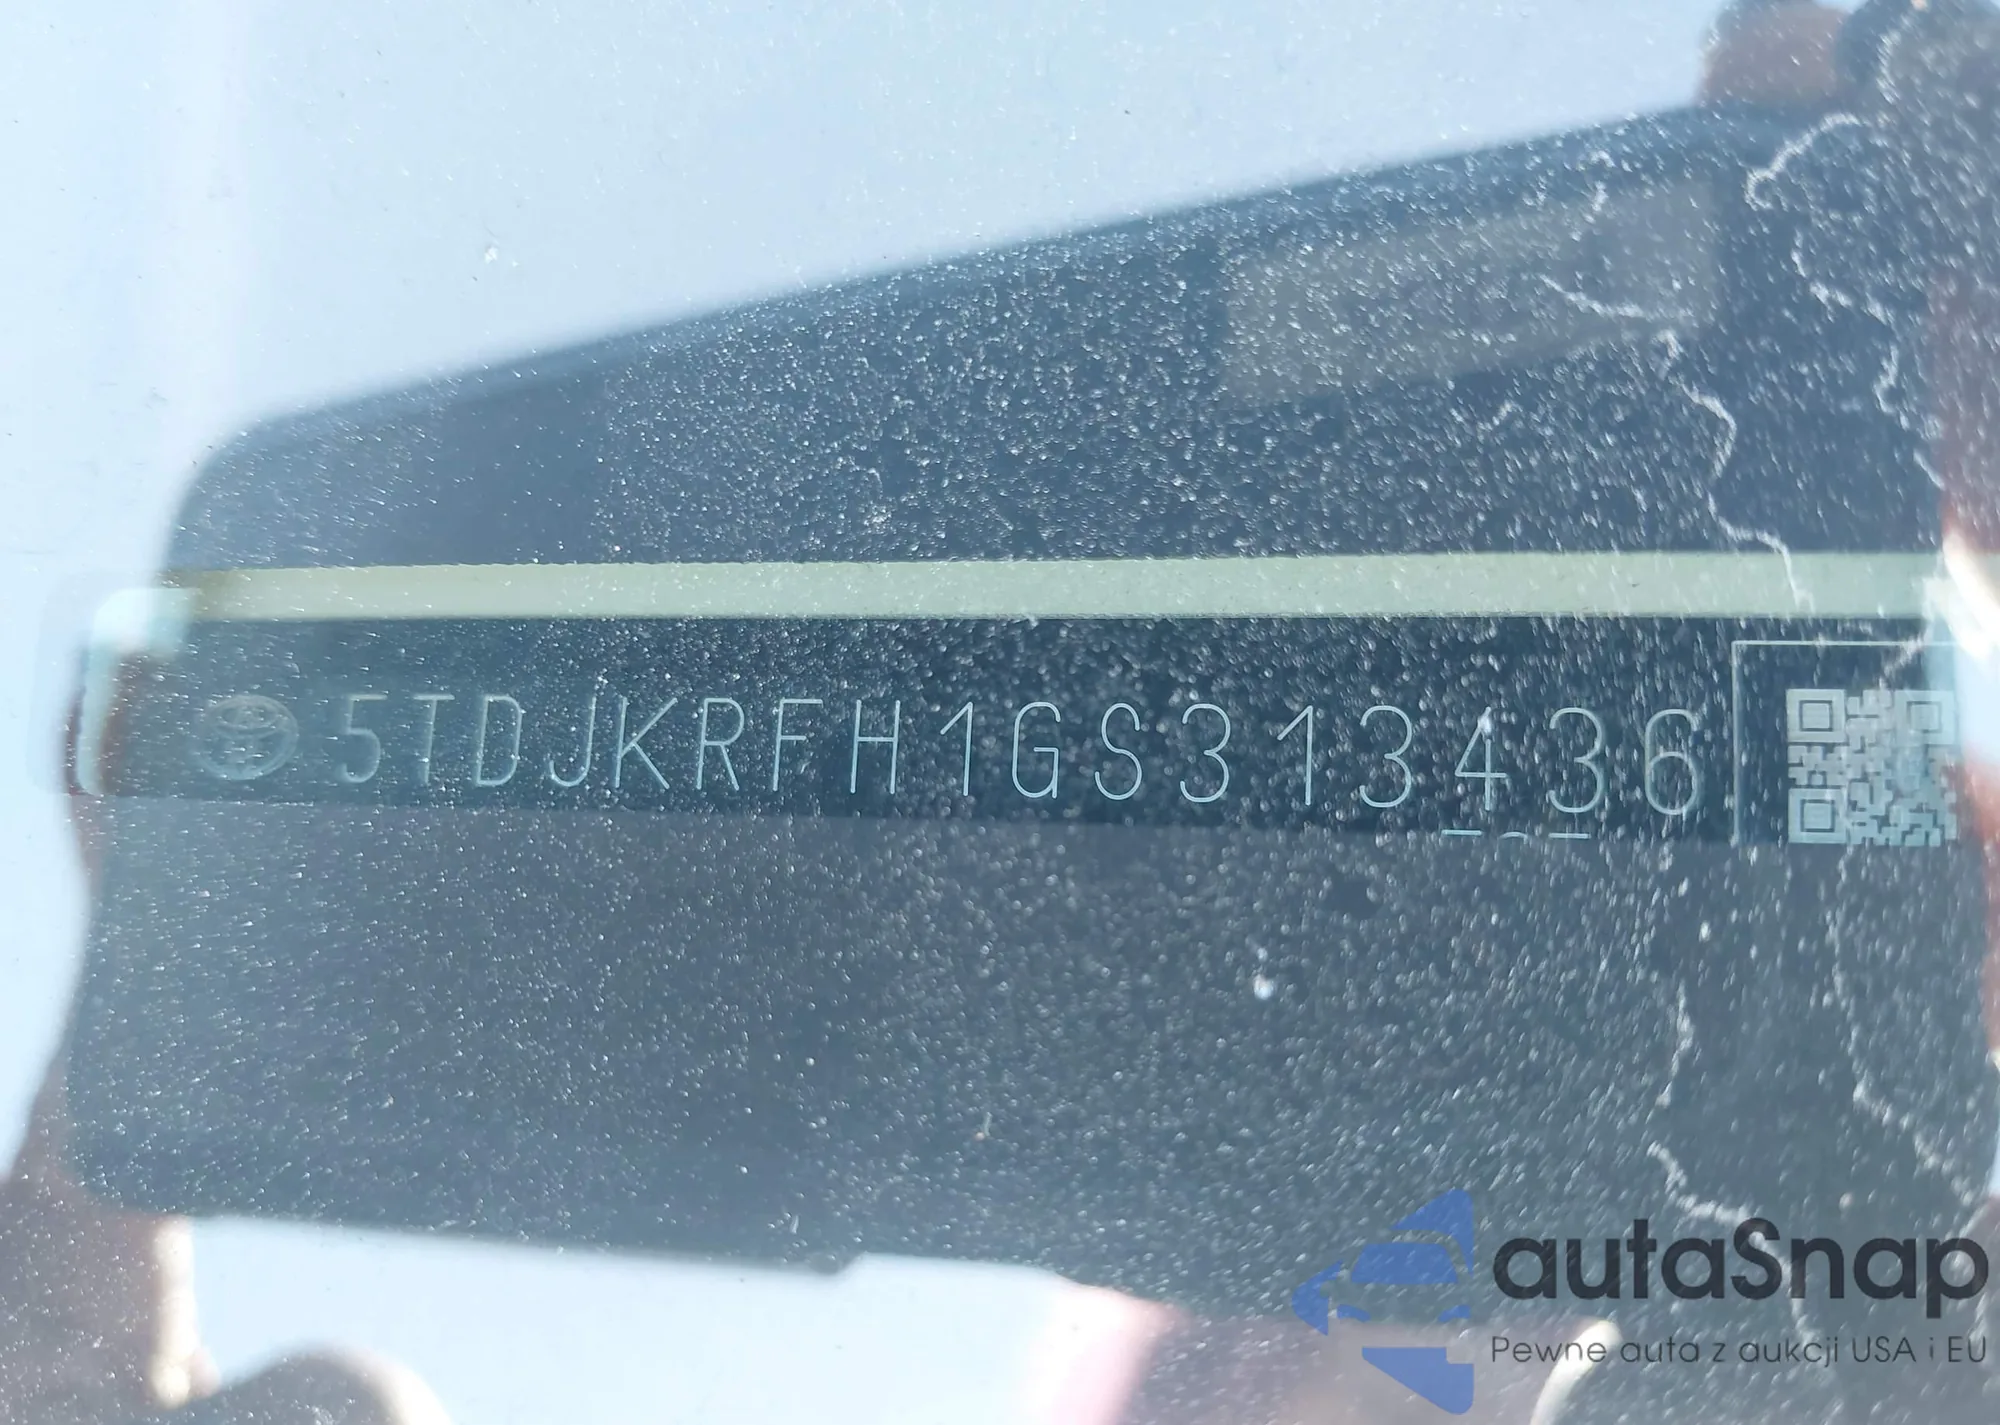 5TDJKRFH1GS313436
autaSnap
Pewne auta z aukcji USA i EU